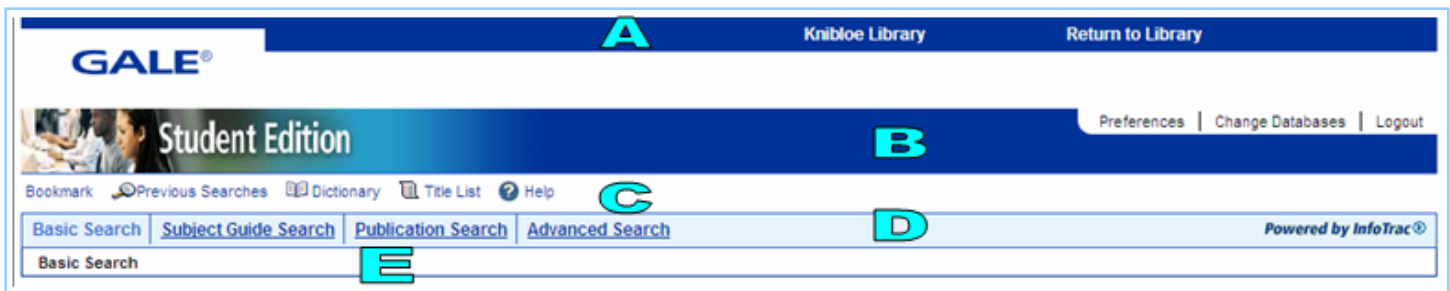 A Knibloe Library Return to Library
GALE®
Student Edition B Preferences | Change Databases | Logout
Bookmark Previous Searches Dictionary Title List ? Help C
Basic Search | Subject Guide Search | Publication Search | Advanced Search D Powered by InfoTrac®
Basic Search E